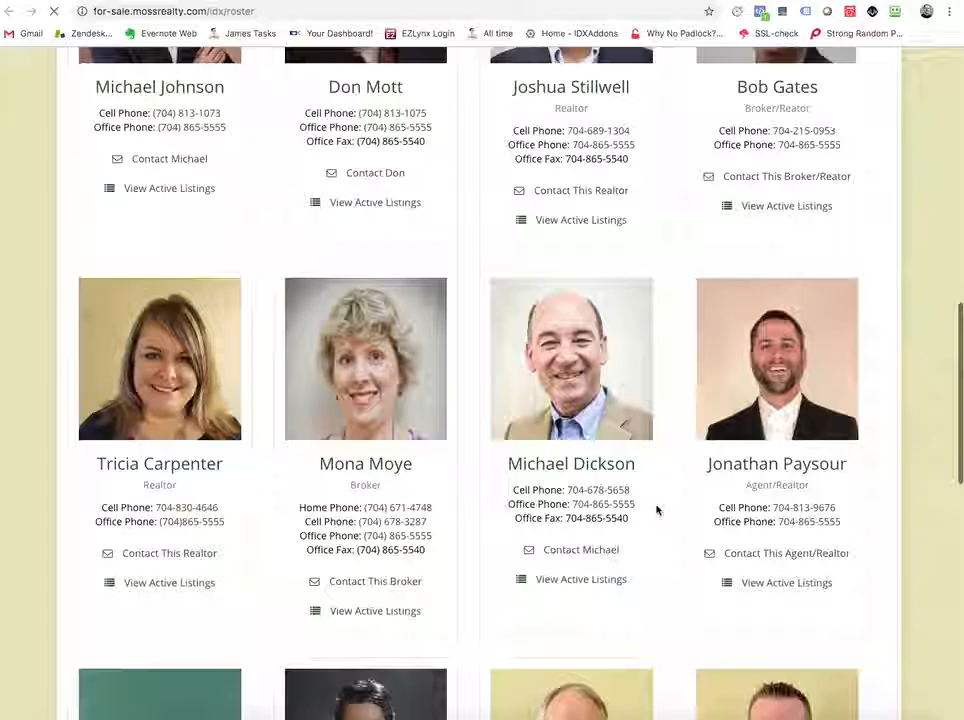 for-sale.mossrealty.com/idx/roster
Gmail
Zendesk...
Evernote Web
James Tasks
Your Dashboard!
EZLynx Login
All time
Home - IDXAddons
Why No Padlock?...
SSL-check
Strong Random P...
Michael Johnson
Cell Phone: (704) 813-1073
Office Phone: (704) 865-5555
Contact Michael
View Active Listings
Don Mott
Cell Phone: (704) 813-1075
Office Phone: (704) 865-5555
Office Fax: (704) 865-5540
Contact Don
View Active Listings
Joshua Stillwell
Realtor
Cell Phone: 704-689-1304
Office Phone: 704-865-5555
Office Fax: 704-865-5540
Contact This Realtor
View Active Listings
Bob Gates
Broker/Reator
Cell Phone: 704-215-0953
Office Phone: 704-865-5555
Contact This Broker/Reator
View Active Listings
Tricia Carpenter
Realtor
Cell Phone: 704-830-4646
Office Phone: (704)865-5555
Contact This Realtor
View Active Listings
Mona Moye
Broker
Home Phone: (704) 671-4748
Cell Phone: (704) 678-3287
Office Phone: (704) 865-5555
Office Fax: (704) 865-5540
Contact This Broker
View Active Listings
Michael Dickson
Cell Phone: 704-678-5658
Office Phone: 704-865-5555
Office Fax: 704-865-5540
Contact Michael
View Active Listings
Jonathan Paysour
Agent/Realtor
Cell Phone: 704-813-9676
Office Phone: 704-865-5555
Contact This Agent/Realtor
View Active Listings